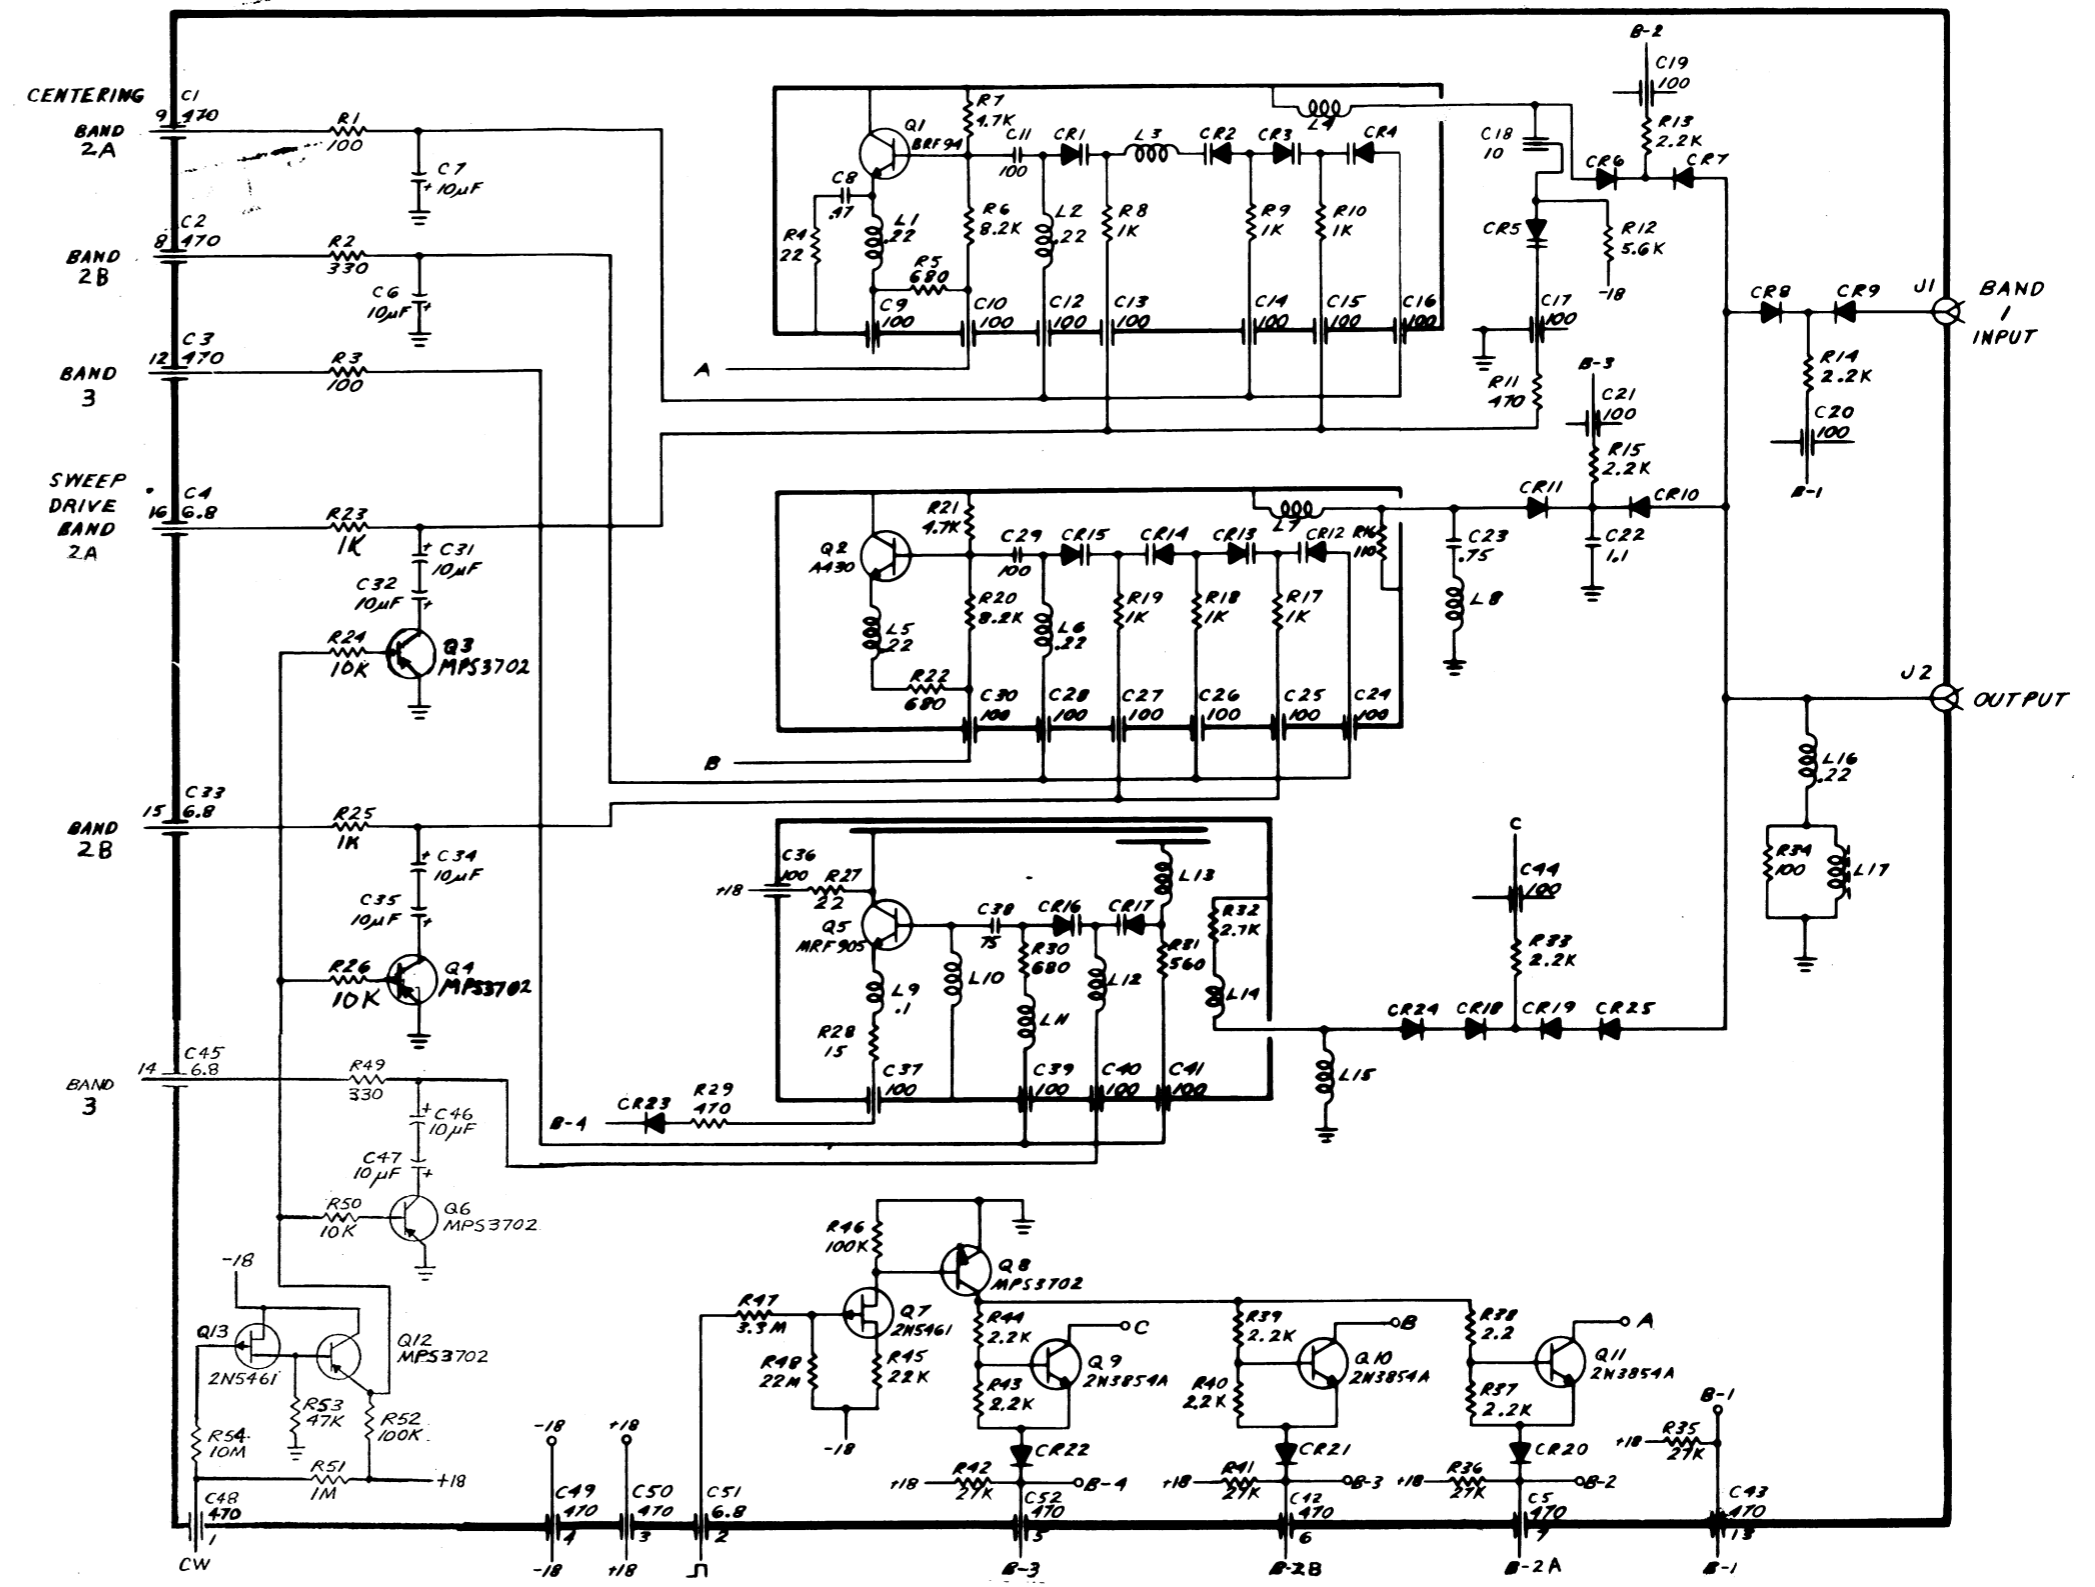 CENTERING
BAND
2A
9
C1
470
R1
100
C7
+ 10µF
BAND
2B
8
C2
470
R2
330
C6
10µF +
BAND
3
12
C3
470
R3
100
SWEEP
DRIVE
BAND
2A
16
C4
6.8
R23
1K
+ C31
10µF
C32
10µF +
R24
10K
Q3
MPS3702
BAND
2B
15
C33
6.8
R25
1K
+ C34
10µF
C35
10µF +
R26
10K
Q4
MPS3702
BAND
3
14
C45
6.8
R49
330
+ C46
10µF
C47
10µF +
R50
10K
Q6
MPS3702
-18
Q13
2N5461
Q12
MPS3702
R53
47K
R52
100K
R54
10M
R51
1M
+18
C48
470
1
CW
Q1
BRF94
R7
4.7K
C11
100
CR1
L3
CR2
CR3
CR4
L4
C8
.47
R4
22
L1
.22
R5
680
R6
8.2K
L2
.22
R8
1K
R9
1K
R10
1K
C9
100
C10
100
C12
100
C13
100
C14
100
C15
100
C16
100
A
B-2
C19
100
R13
2.2K
C18
10
CR6
CR7
CR5
R12
5.6K
-18
C17
100
R11
470
B-3
C21
100
R15
2.2K
CR8
CR9
J1
BAND
1
INPUT
R14
2.2K
C20
100
B-1
Q2
A430
R21
4.7K
C29
100
CR15
CR14
CR13
CR12
L7
R16
110
L5
.22
R22
680
R20
8.2K
L6
.22
R19
1K
R18
1K
R17
1K
C30
100
C28
100
C27
100
C26
100
C25
100
C24
100
B
CR11
CR10
C23
.75
L8
C22
1.1
J2
OUTPUT
L16
.22
R34
100
L17
C36
100
+18
R27
22
Q5
MRF905
C38
75
CR16
CR17
L13
L10
R30
680
L12
R31
560
R32
2.7K
L14
L9
.1
R28
15
L11
C37
100
C39
100
C40
100
C41
100
B-4
CR23
R29
470
L15
C
C44
100
R33
2.2K
CR24
CR18
CR19
CR25
R46
100K
Q8
MPS3702
R47
3.3M
Q7
2N5461
R48
22M
R45
22K
-18
R44
2.2K
C
Q9
2N3854A
R43
2.2K
CR22
+18
R42
27K
B-4
R39
2.2K
B
Q10
2N3854A
R40
2.2K
CR21
+18
R41
27K
B-3
R38
2.2
A
Q11
2N3854A
R37
2.2K
CR20
+18
R36
27K
B-2
B-1
+18
R35
27K
-18
C49
470
4
-18
+18
C50
470
3
+18
C51
6.8
2
C52
470
5
B-3
C42
470
6
B-2B
C5
470
7
B-2A
C43
470
13
B-1